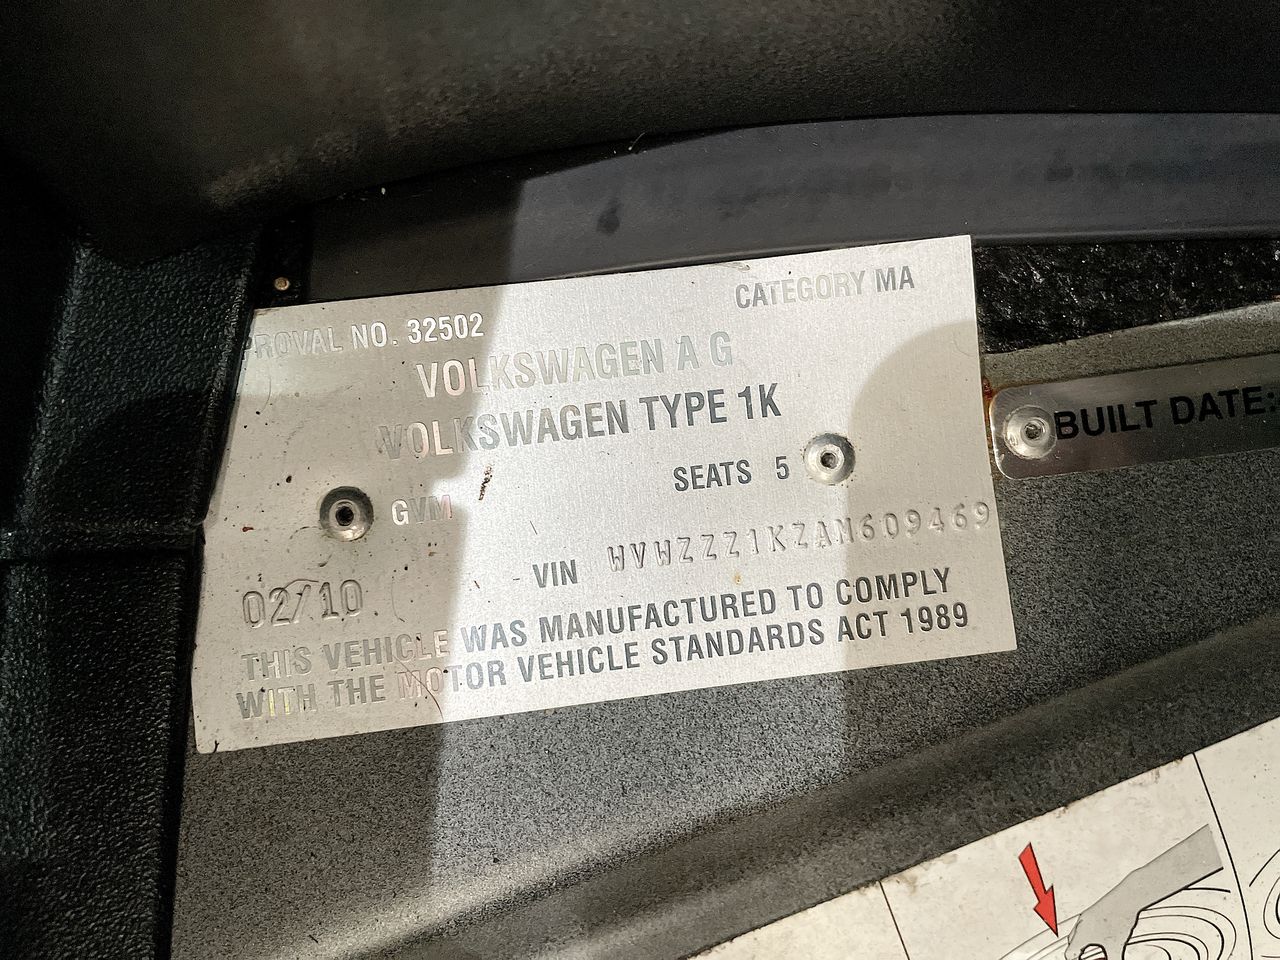 PROVAL NO. 32502
CATEGORY MA
VOLKSWAGEN A G
VOLKSWAGEN TYPE 1K
SEATS 5
GVM
VIN WVWZZZ1KZAM609469
02/10
THIS VEHICLE WAS MANUFACTURED TO COMPLY
WITH THE MOTOR VEHICLE STANDARDS ACT 1989
BUILT DATE: